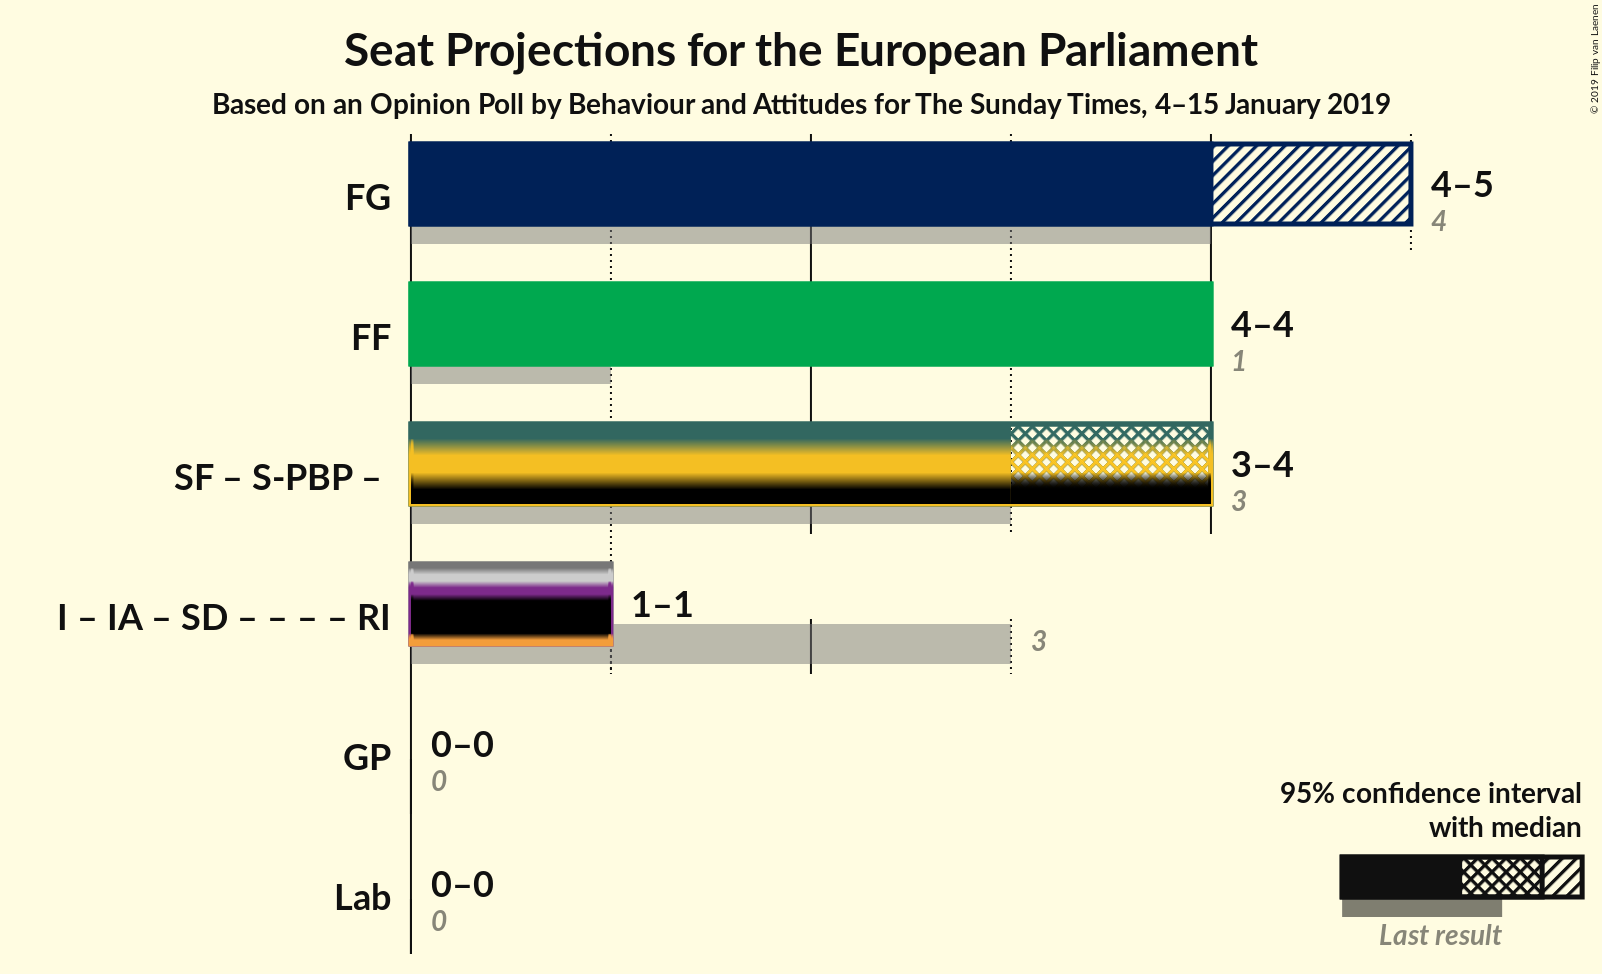 Seat Projections for the European Parliament
Based on an Opinion Poll by Behaviour and Attitudes for The Sunday Times, 4–15 January 2019
© 2019 Filip van Laenen
FG
4–5
4
FF
4–4
1
SF – S-PBP –
3–4
3
I – IA – SD – – – – RI
1–1
3
GP
0–0
0
Lab
0–0
0
95% confidence interval
with median
Last result